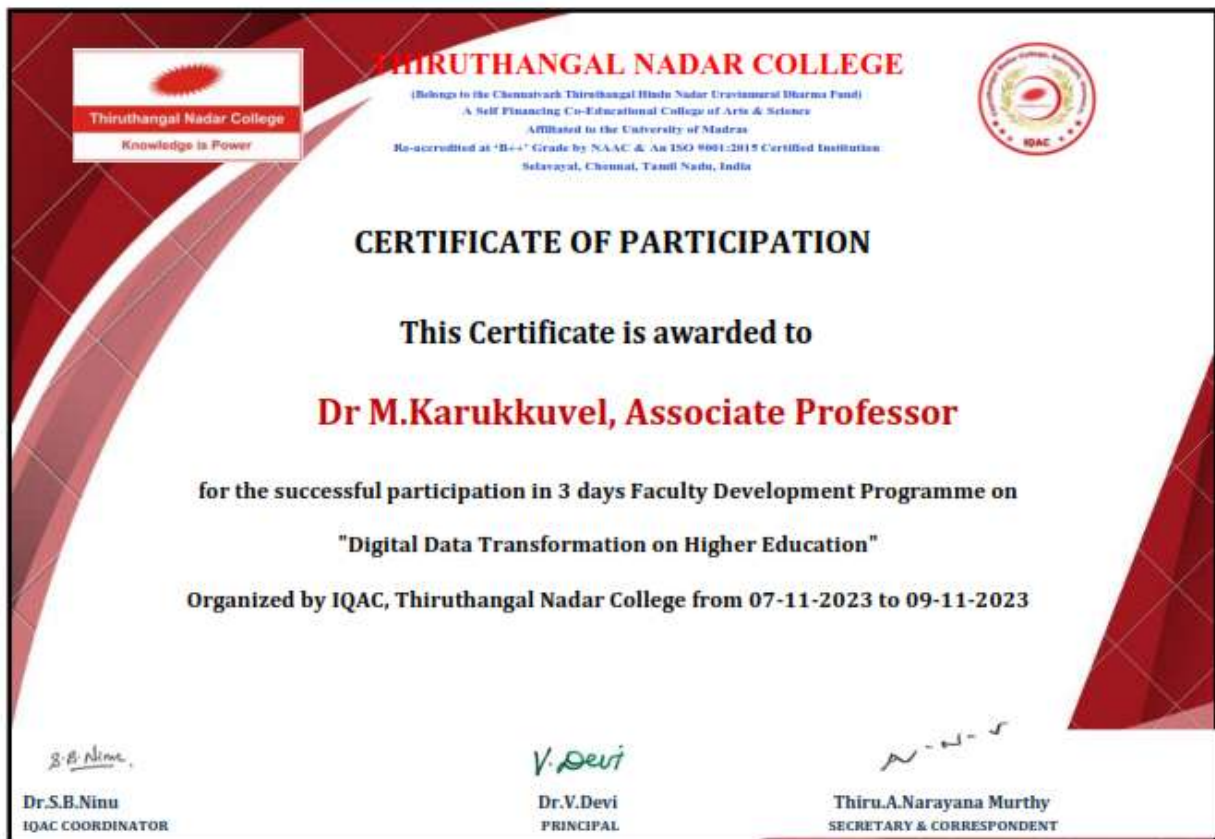 Thiruthangal Nadar College
Knowledge is Power
THIRUTHANGAL NADAR COLLEGE
(Belongs to the Chennaivazh Thiruthangal Hindu Nadar Uravinmurai Dharma Fund)
A Self Financing Co-Educational College of Arts & Science
Affiliated to the University of Madras
Re-accredited at 'B++' Grade by NAAC & An ISO 9001:2015 Certified Institution
Selavayal, Chennai, Tamil Nadu, India
IQAC
CERTIFICATE OF PARTICIPATION
This Certificate is awarded to
Dr M.Karukkuvel, Associate Professor
for the successful participation in 3 days Faculty Development Programme on
"Digital Data Transformation on Higher Education"
Organized by IQAC, Thiruthangal Nadar College from 07-11-2023 to 09-11-2023
V. Devi
Dr.S.B.Ninu
IQAC COORDINATOR
Dr.V.Devi
PRINCIPAL
Thiru.A.Narayana Murthy
SECRETARY & CORRESPONDENT